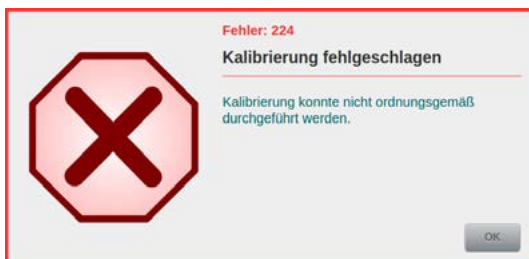 Fehler: 224
Kalibrierung fehlgeschlagen
Kalibrierung konnte nicht ordnungsgemäß
durchgeführt werden.
OK